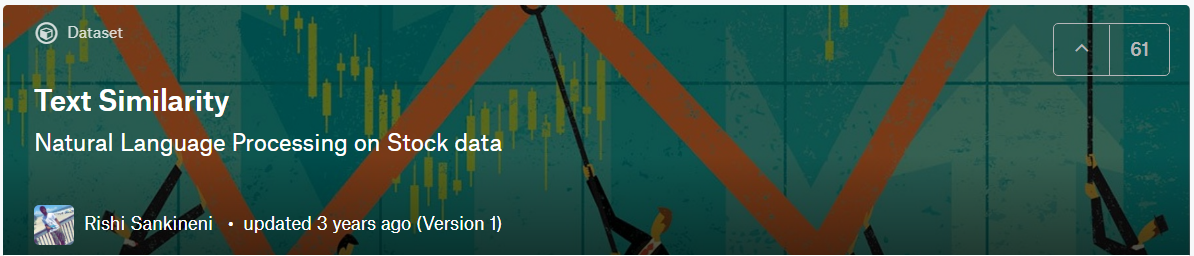 Dataset
61
Text Similarity
Natural Language Processing on Stock data
Rishi Sankineni • updated 3 years ago (Version 1)